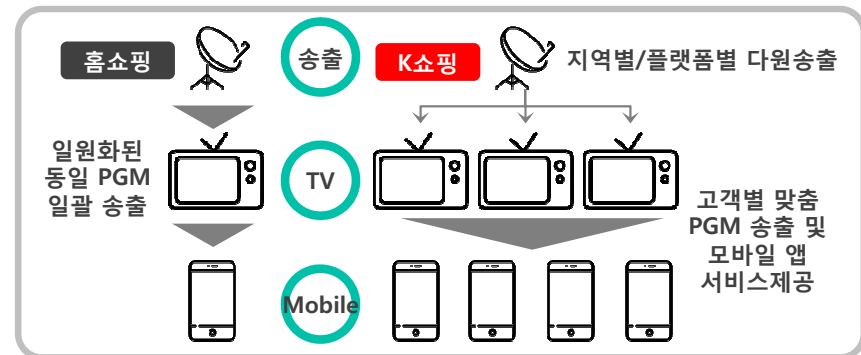 홈쇼핑
송출
K쇼핑
지역별/플랫폼별 다원송출
일원화된
동일 PGM
일괄 송출
TV
고객별 맞춤
PGM 송출 및
모바일 앱
서비스제공
Mobile